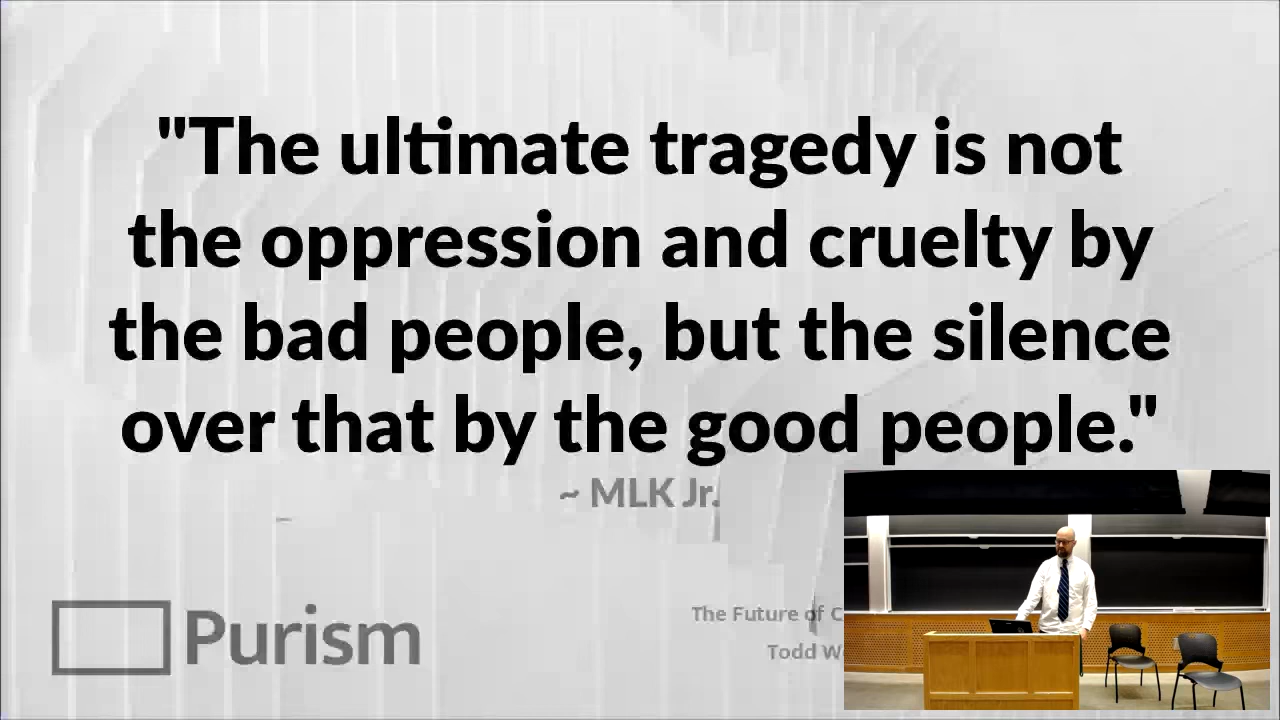 "The ultimate tragedy is not
the oppression and cruelty by
the bad people, but the silence
over that by the good people."
~ MLK Jr.
Purism
The Future of
Todd